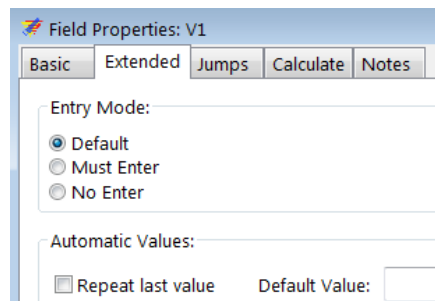 Field Properties: V1
Basic Extended Jumps Calculate Notes
Entry Mode:
Default
Must Enter
No Enter
Automatic Values:
Repeat last value Default Value: